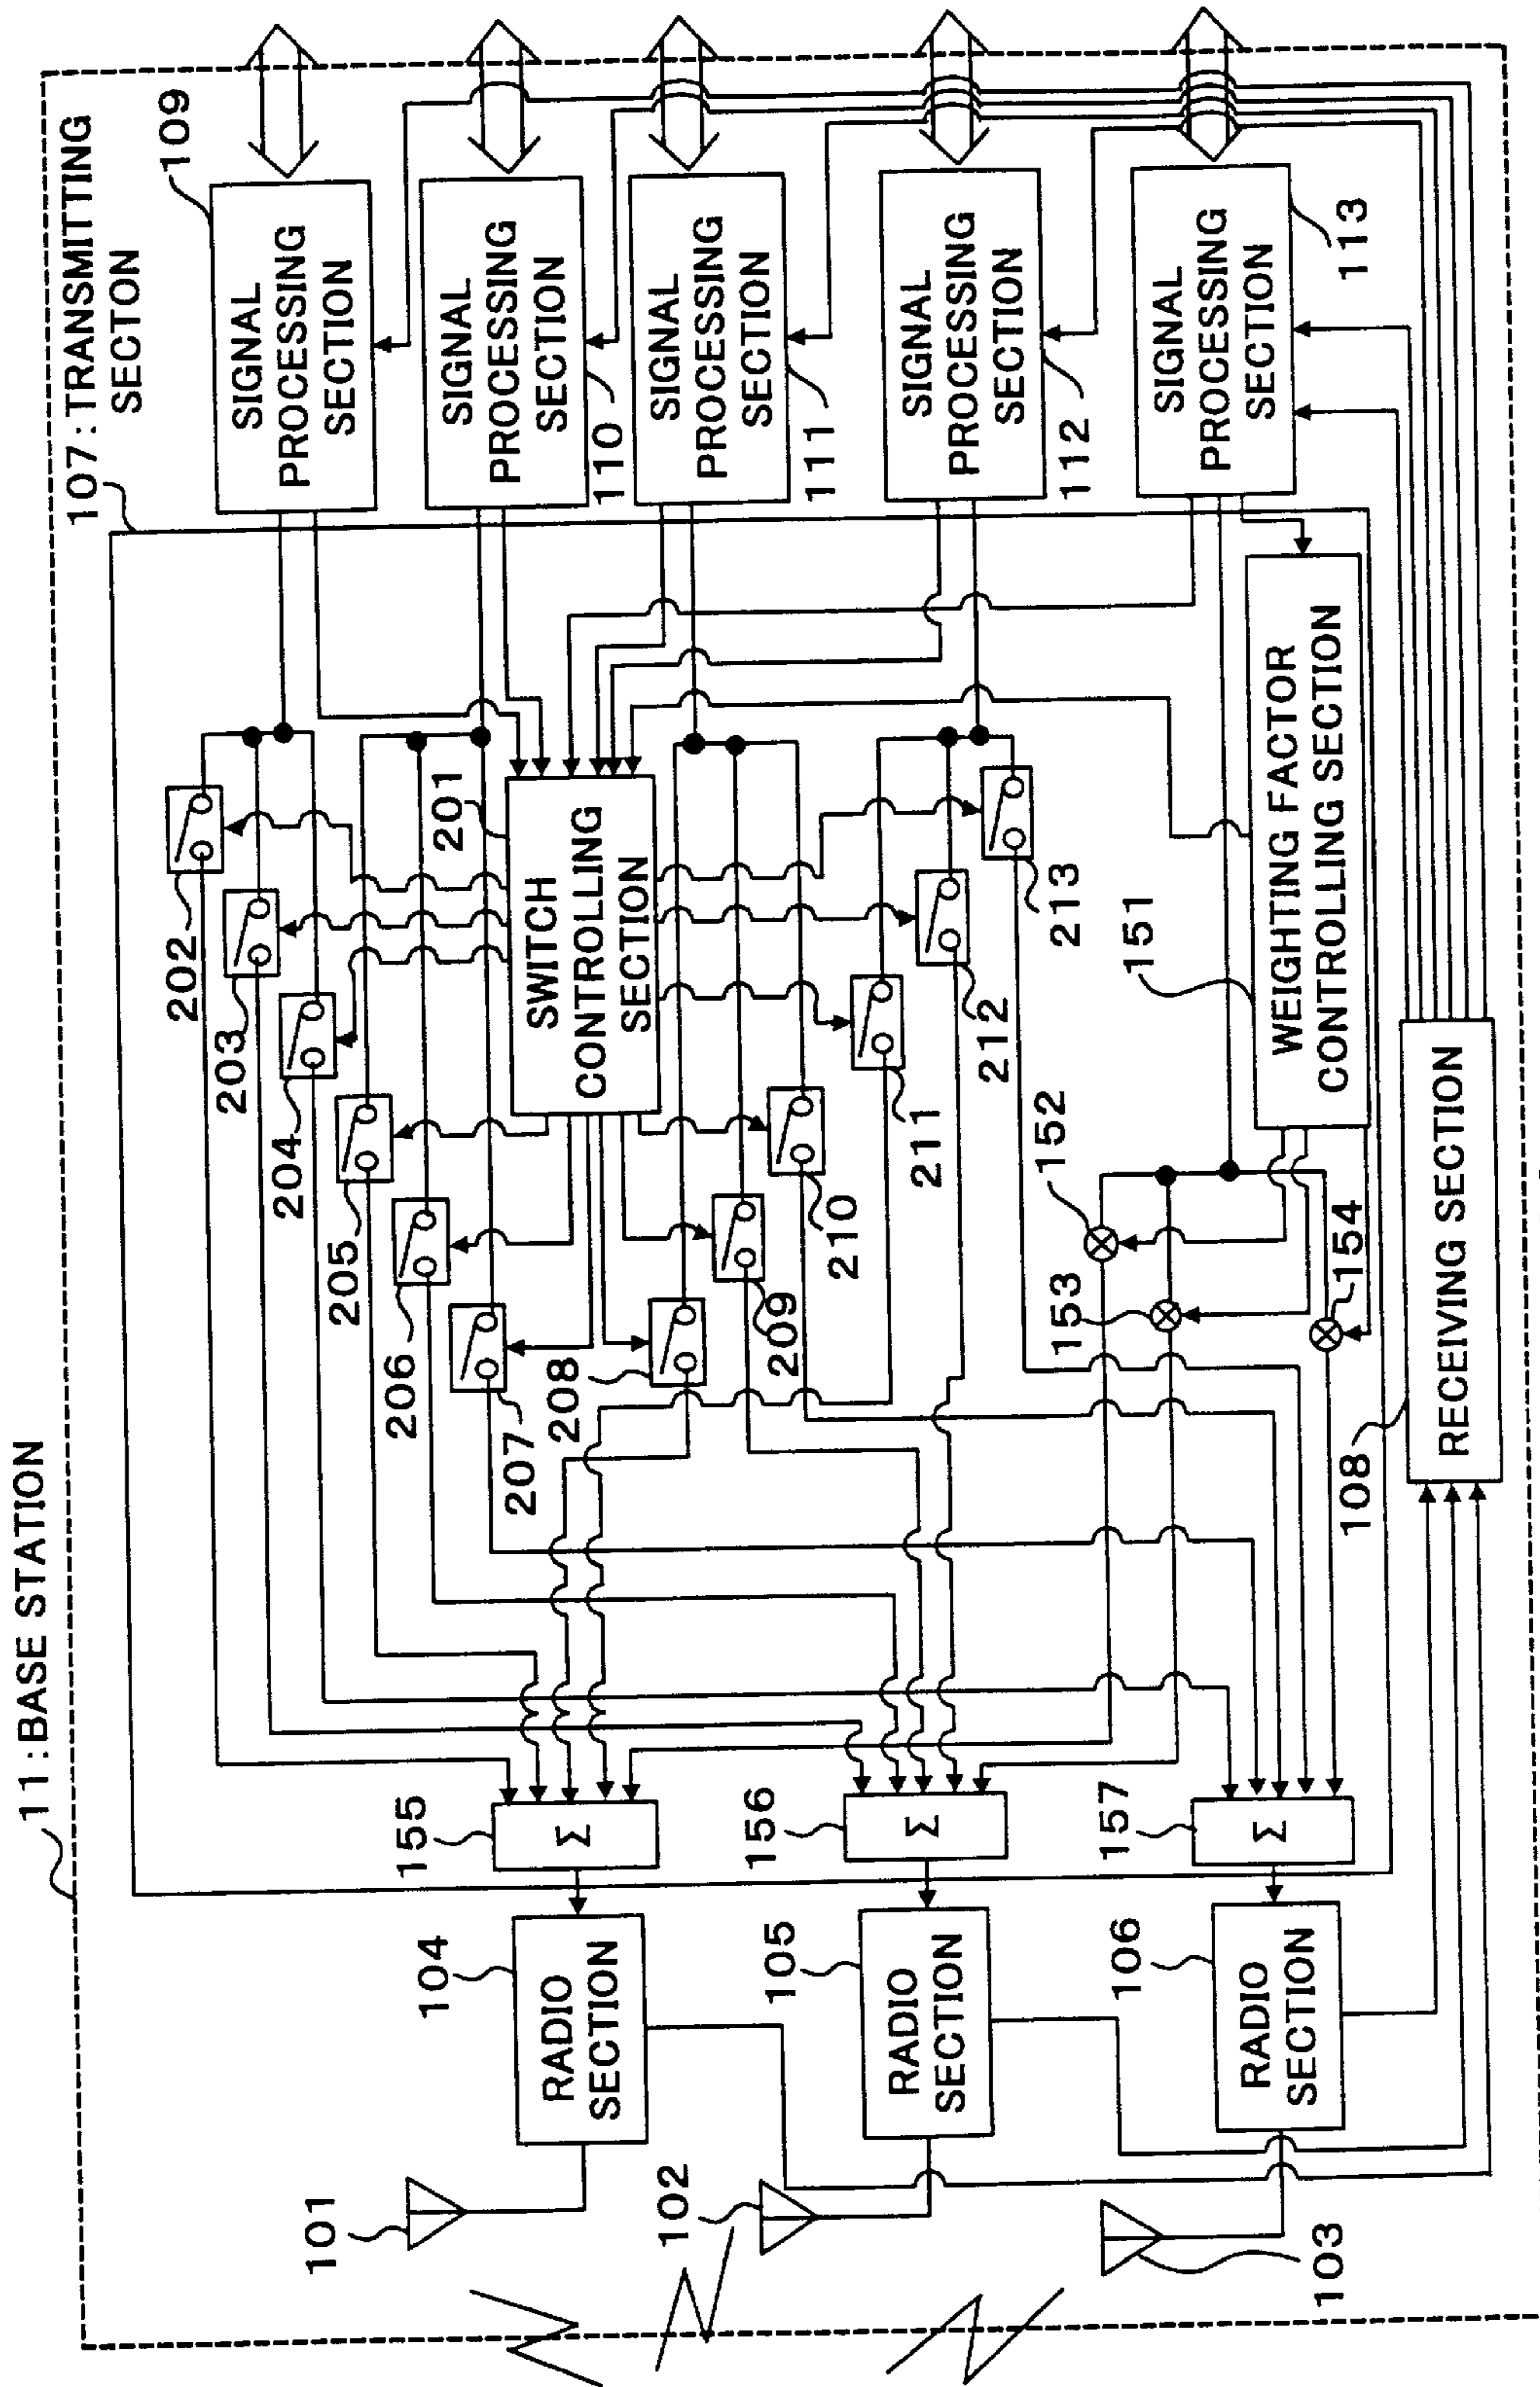 11:BASE STATION
107:TRANSMITTING
SECTON
101
102
103
104
RADIO
SECTION
105
RADIO
SECTION
106
RADIO
SECTION
155
Σ
156
Σ
157
Σ
202
203
204
205
206
207
208
209
210
211
212
213
201
SWITCH
CONTROLLING
SECTION
152
153
154
151
WEIGHTING FACTOR
CONTROLLING SECTION
108
RECEIVING SECTION
109
SIGNAL
PROCESSING
SECTION
SIGNAL
PROCESSING
SECTION
110
SIGNAL
PROCESSING
SECTION
111
SIGNAL
PROCESSING
SECTION
112
SIGNAL
PROCESSING
SECTION
113